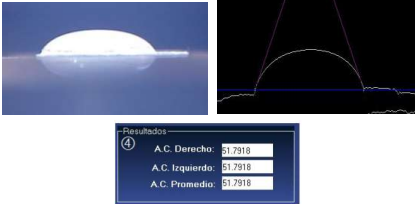 Resultados
④
A.C. Derecho: 51.7918
A.C. Izquierdo: 51.7918
A.C. Promedio: 51.7918